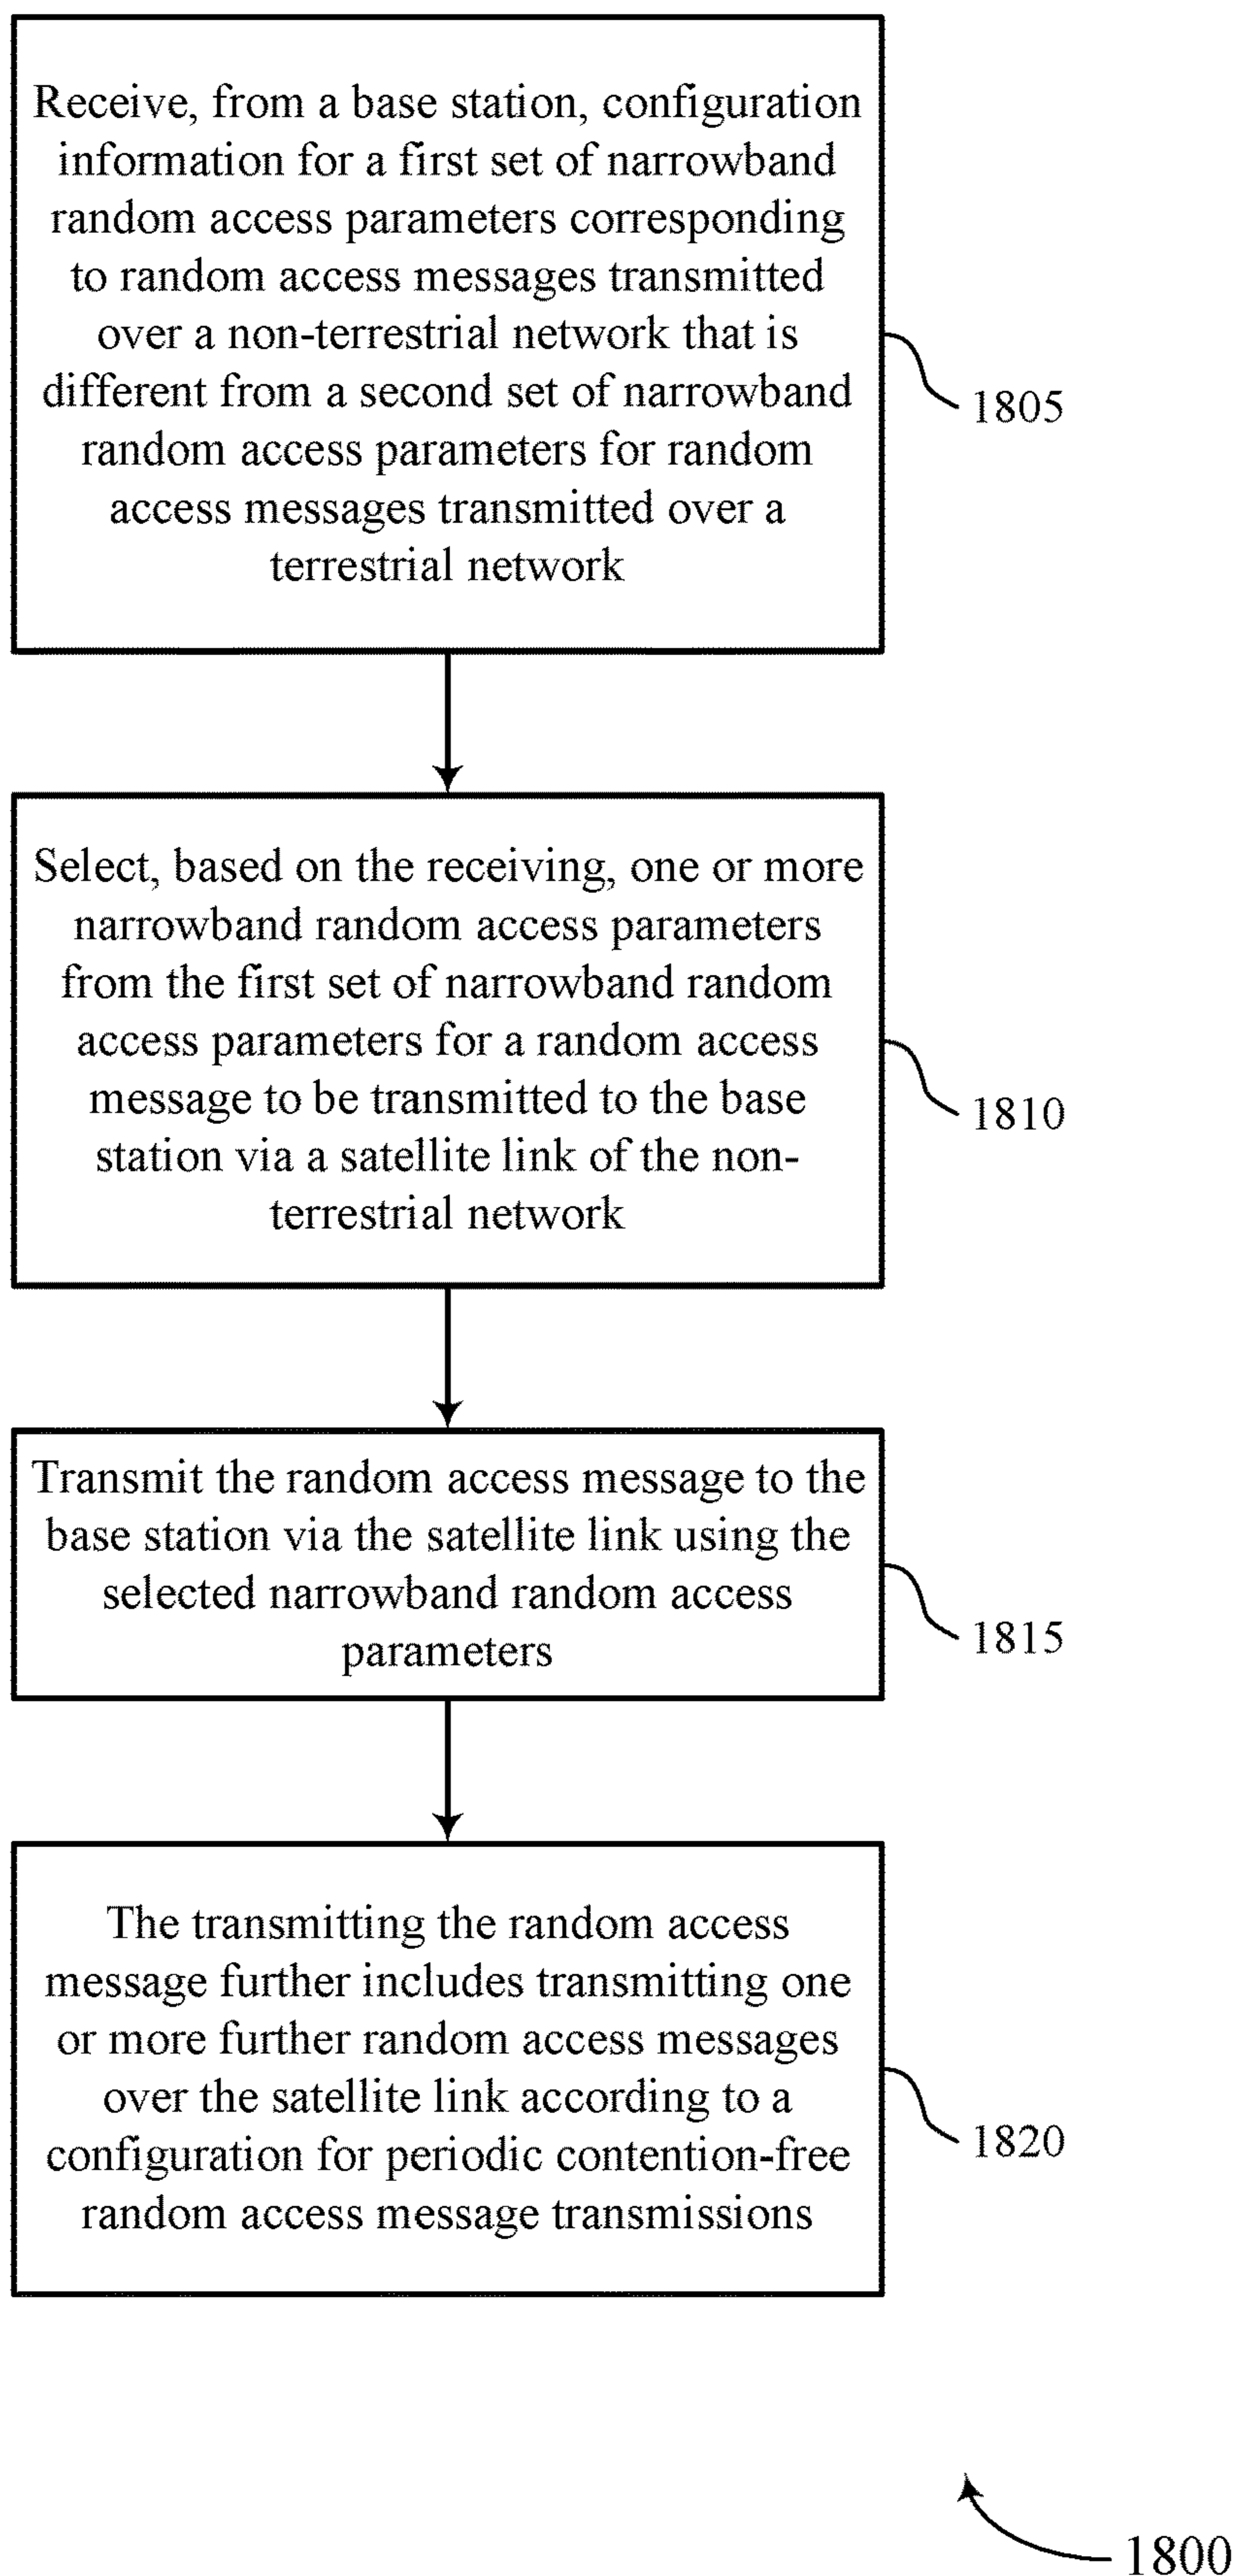 Receive, from a base station, configuration
information for a first set of narrowband
random access parameters corresponding
to random access messages transmitted
over a non-terrestrial network that is
different from a second set of narrowband
random access parameters for random
access messages transmitted over a
terrestrial network
1805
Select, based on the receiving, one or more
narrowband random access parameters
from the first set of narrowband random
access parameters for a random access
message to be transmitted to the base
station via a satellite link of the non-
terrestrial network
1810
Transmit the random access message to the
base station via the satellite link using the
selected narrowband random access
parameters
1815
The transmitting the random access
message further includes transmitting one
or more further random access messages
over the satellite link according to a
configuration for periodic contention-free
random access message transmissions
1820
1800